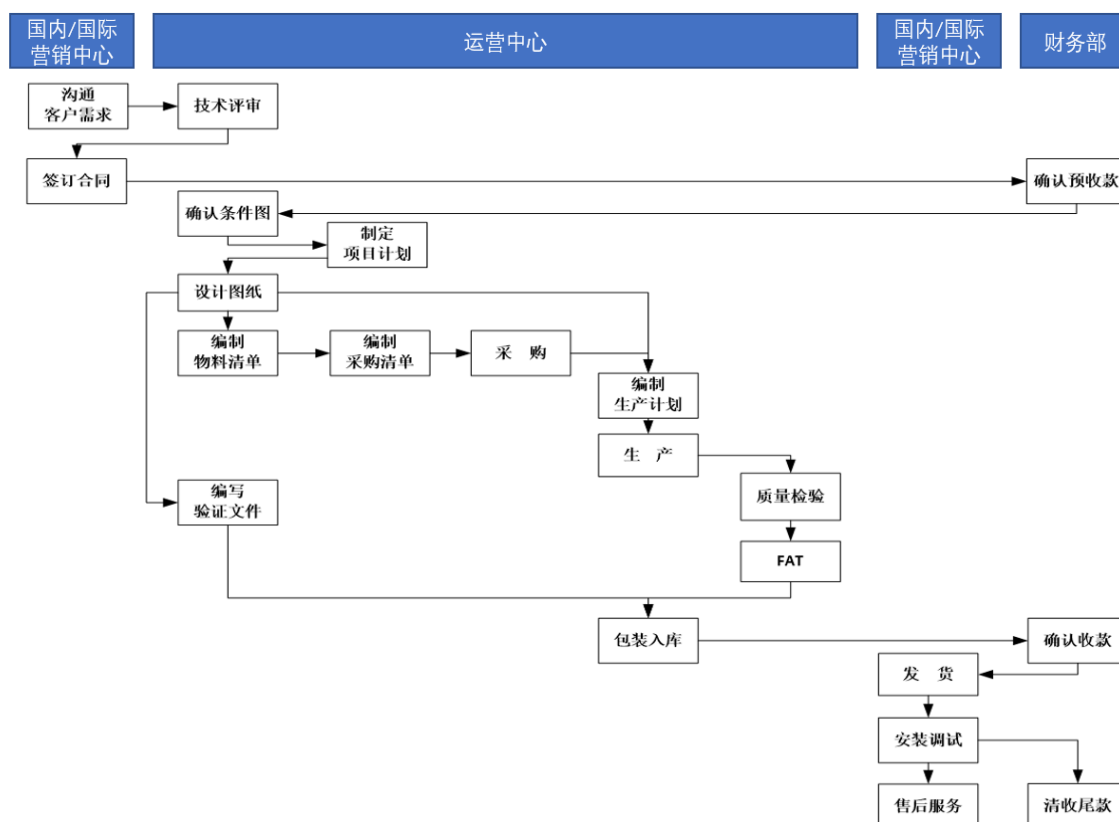 国内/国际
营销中心
运营中心
国内/国际
营销中心
财务部
沟通
客户需求
技术评审
签订合同
确认预收款
确认条件图
制定
项目计划
设计图纸
编制
物料清单
编制
采购清单
采 购
编制
生产计划
生 产
质量检验
编写
验证文件
FAT
包装入库
确认收款
发 货
安装调试
售后服务
清收尾款